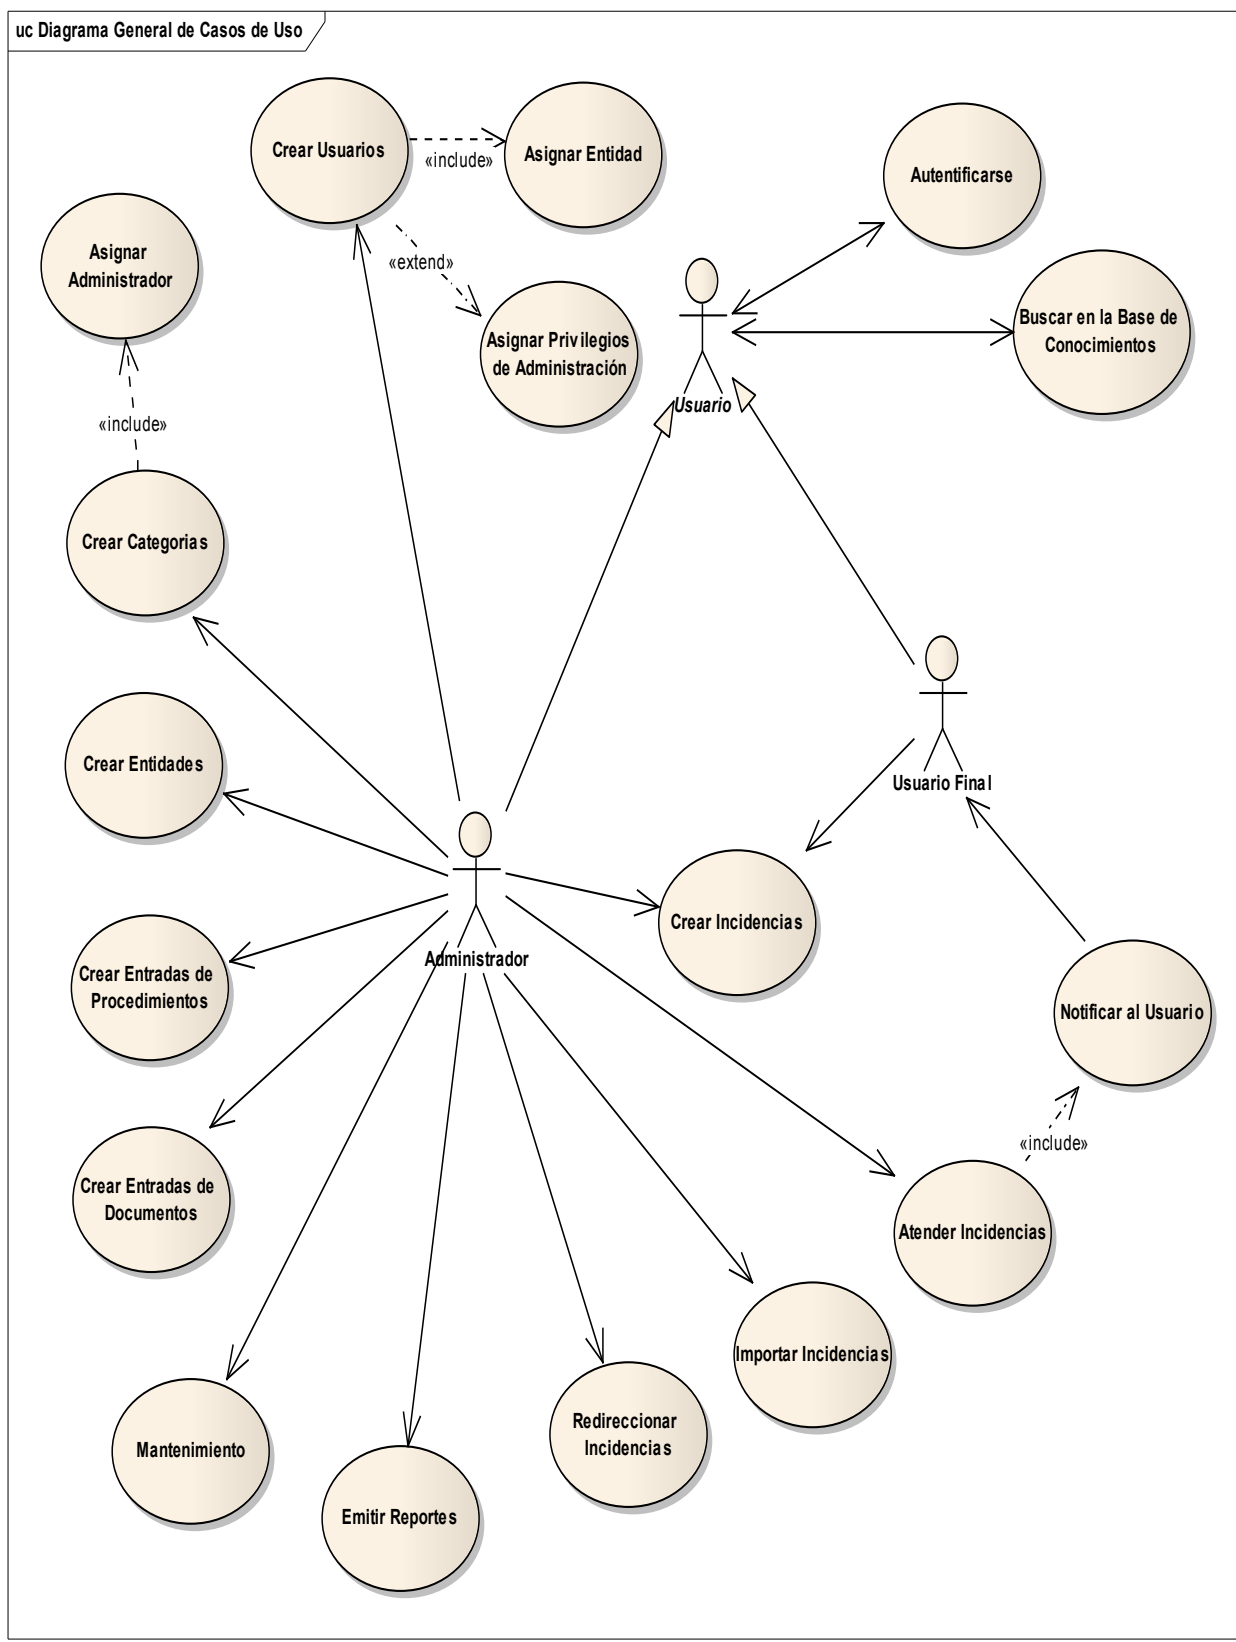 uc Diagrama General de Casos de Uso
Crear Usuarios
«include»
Asignar Entidad
Autentificarse
Asignar
Administrador
«extend»
Asignar Privilegios
de Administración
Buscar en la Base de
Conocimientos
Usuario
«include»
Crear Categorias
Crear Entidades
Usuario Final
Crear Incidencias
Administrador
Crear Entradas de
Procedimientos
Notificar al Usuario
«include»
Crear Entradas de
Documentos
Atender Incidencias
Importar Incidencias
Redireccionar
Incidencias
Mantenimiento
Emitir Reportes